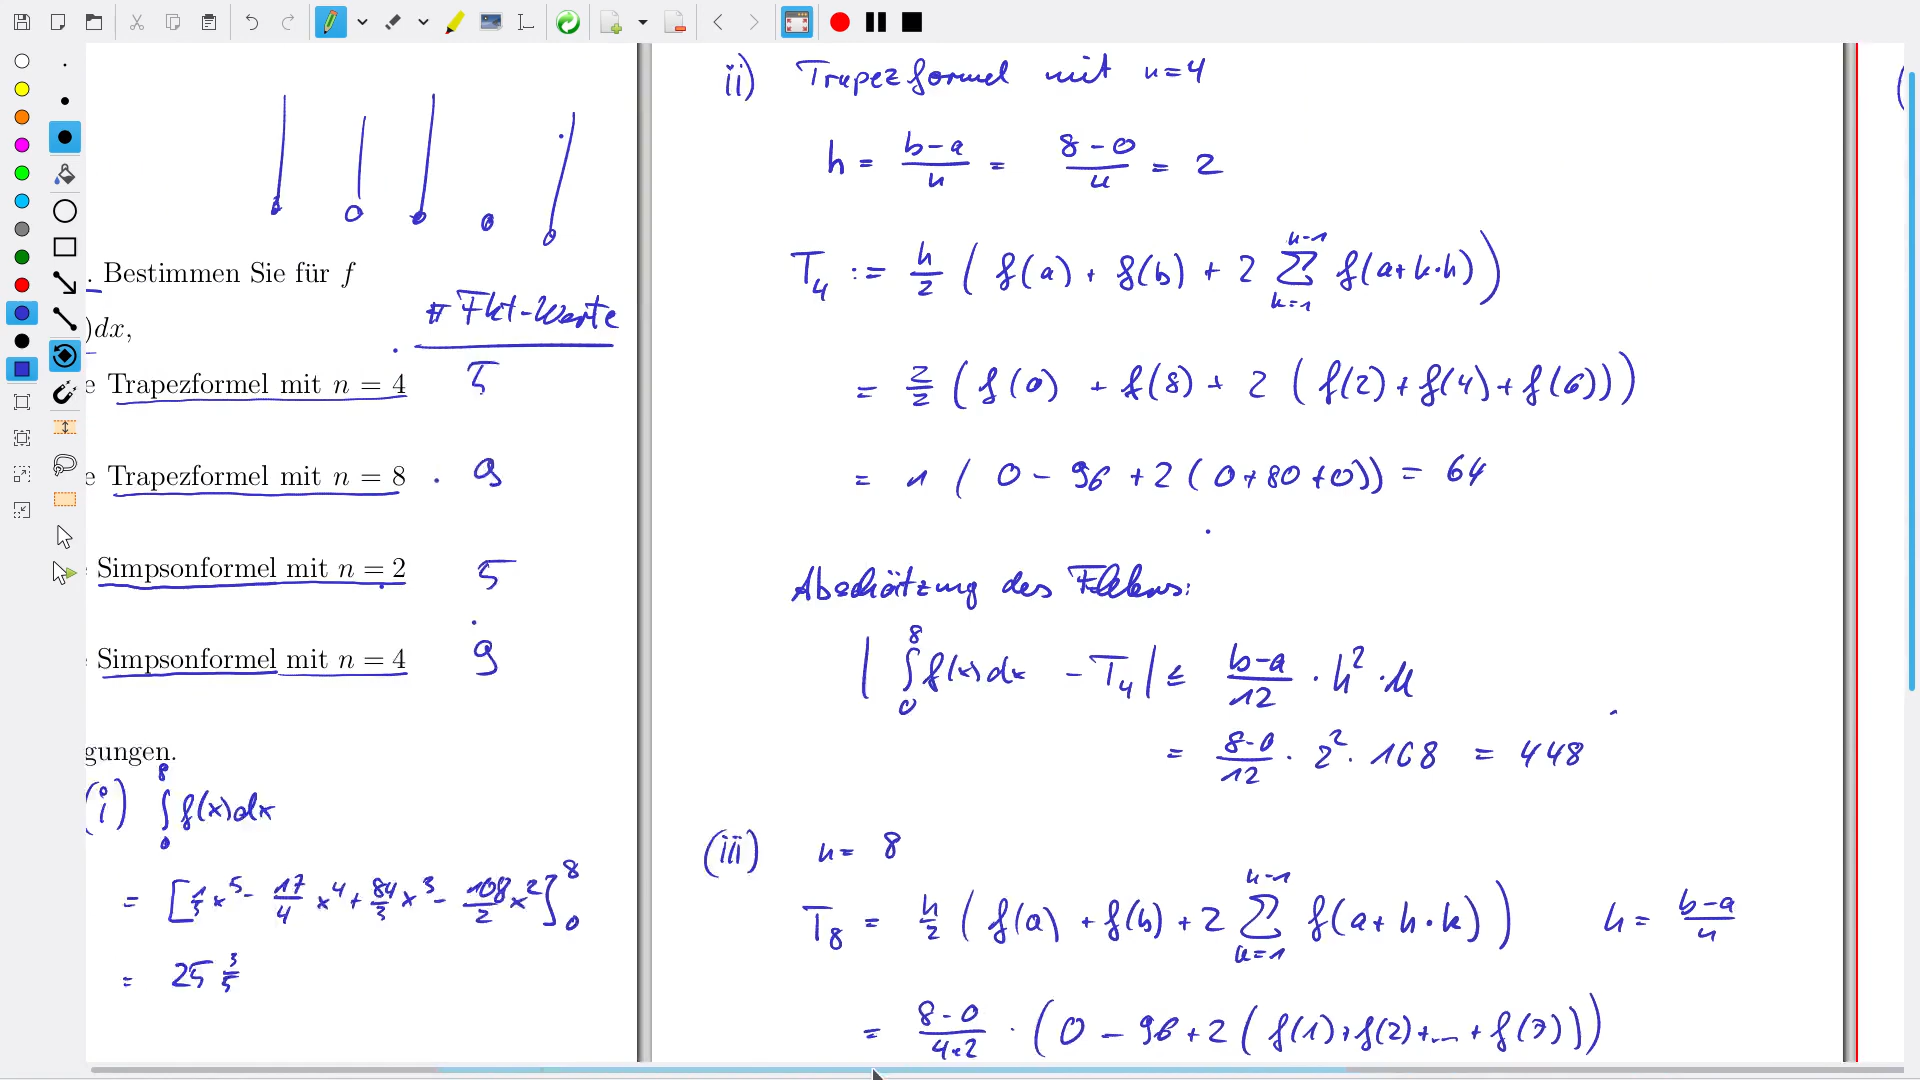 . Bestimmen Sie für f
)dx,
# Fkt-Werte
e Trapezformel mit n = 4 5
e Trapezformel mit n = 8 9
Simpsonformel mit n = 2 5
Simpsonformel mit n = 4 9
gungen.
(i) ∫₀⁸ f(x)dx
= [1/5 x⁵ - 17/4 x⁴ + 84/3 x³ - 108/2 x²]₀⁸
= 25 3/5
ii) Trapezformel mit n=4
h = (b-a)/n = (8-0)/4 = 2
T₄ := h/2 ( f(a) + f(b) + 2 ∑_{k=1}^{n-1} f(a+k·h) )
= 2/2 ( f(0) + f(8) + 2 ( f(2) + f(4) + f(6) ) )
= 1 ( 0 - 96 + 2 ( 0 + 80 + 0 ) ) = 64
Abschätzung des Fehlers:
| ∫₀⁸ f(x)dx - T₄ | ≤ (b-a)/12 · h² · M
= (8-0)/12 · 2² · 168 = 448
(iii) n = 8
T₈ = h/2 ( f(a) + f(b) + 2 ∑_{k=1}^{n-1} f(a+h·k) ) h = (b-a)/n
= (8-0)/(4·2) · ( 0 - 96 + 2 ( f(1) + f(2) + ... + f(7) ) )